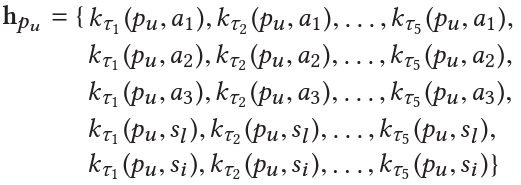 h_{p_u} = { k_{τ_1}(p_u, a_1), k_{τ_2}(p_u, a_1), . . . , k_{τ_5}(p_u, a_1),
k_{τ_1}(p_u, a_2), k_{τ_2}(p_u, a_2), . . . , k_{τ_5}(p_u, a_2),
k_{τ_1}(p_u, a_3), k_{τ_2}(p_u, a_3), . . . , k_{τ_5}(p_u, a_3),
k_{τ_1}(p_u, s_l), k_{τ_2}(p_u, s_l), . . . , k_{τ_5}(p_u, s_l),
k_{τ_1}(p_u, s_i), k_{τ_2}(p_u, s_i), . . . , k_{τ_5}(p_u, s_i)}